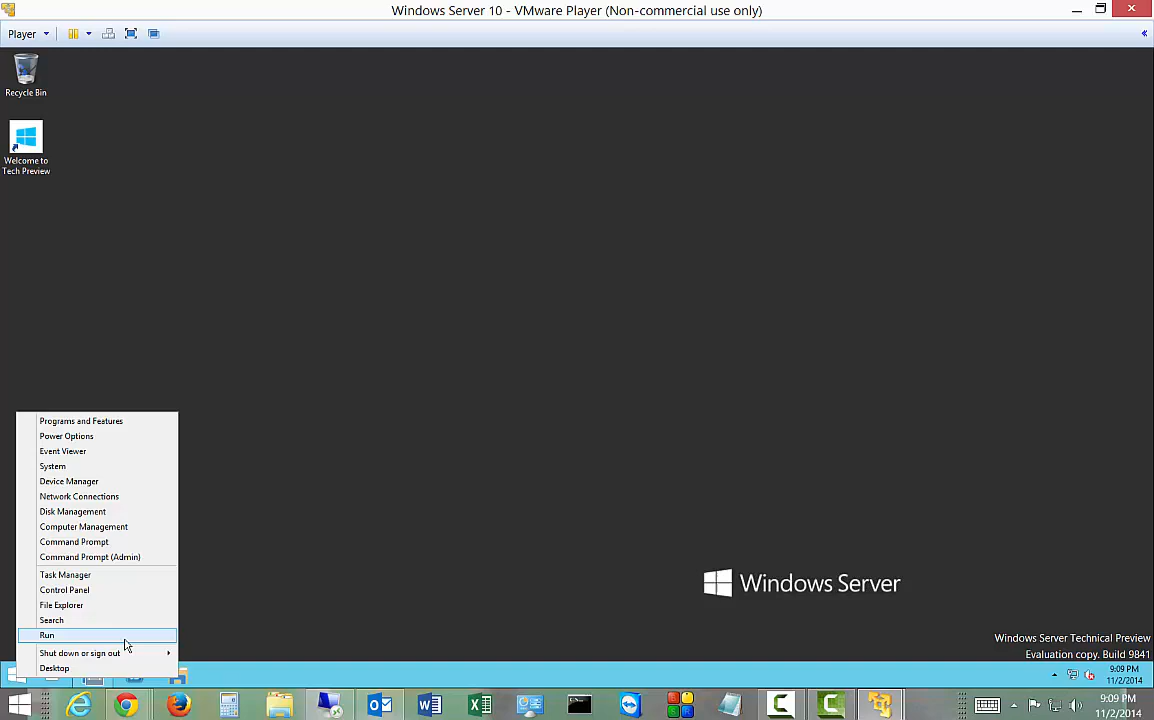 Windows Server 10 - VMware Player (Non-commercial use only)
Player
Recycle Bin
Welcome to
Tech Preview
Programs and Features
Power Options
Event Viewer
System
Device Manager
Network Connections
Disk Management
Computer Management
Command Prompt
Command Prompt (Admin)
Task Manager
Control Panel
File Explorer
Search
Run
Shut down or sign out
Desktop
Windows Server
Windows Server Technical Preview
Evaluation copy. Build 9841
9:09 PM
11/2/2014
9:09 PM
11/2/2014